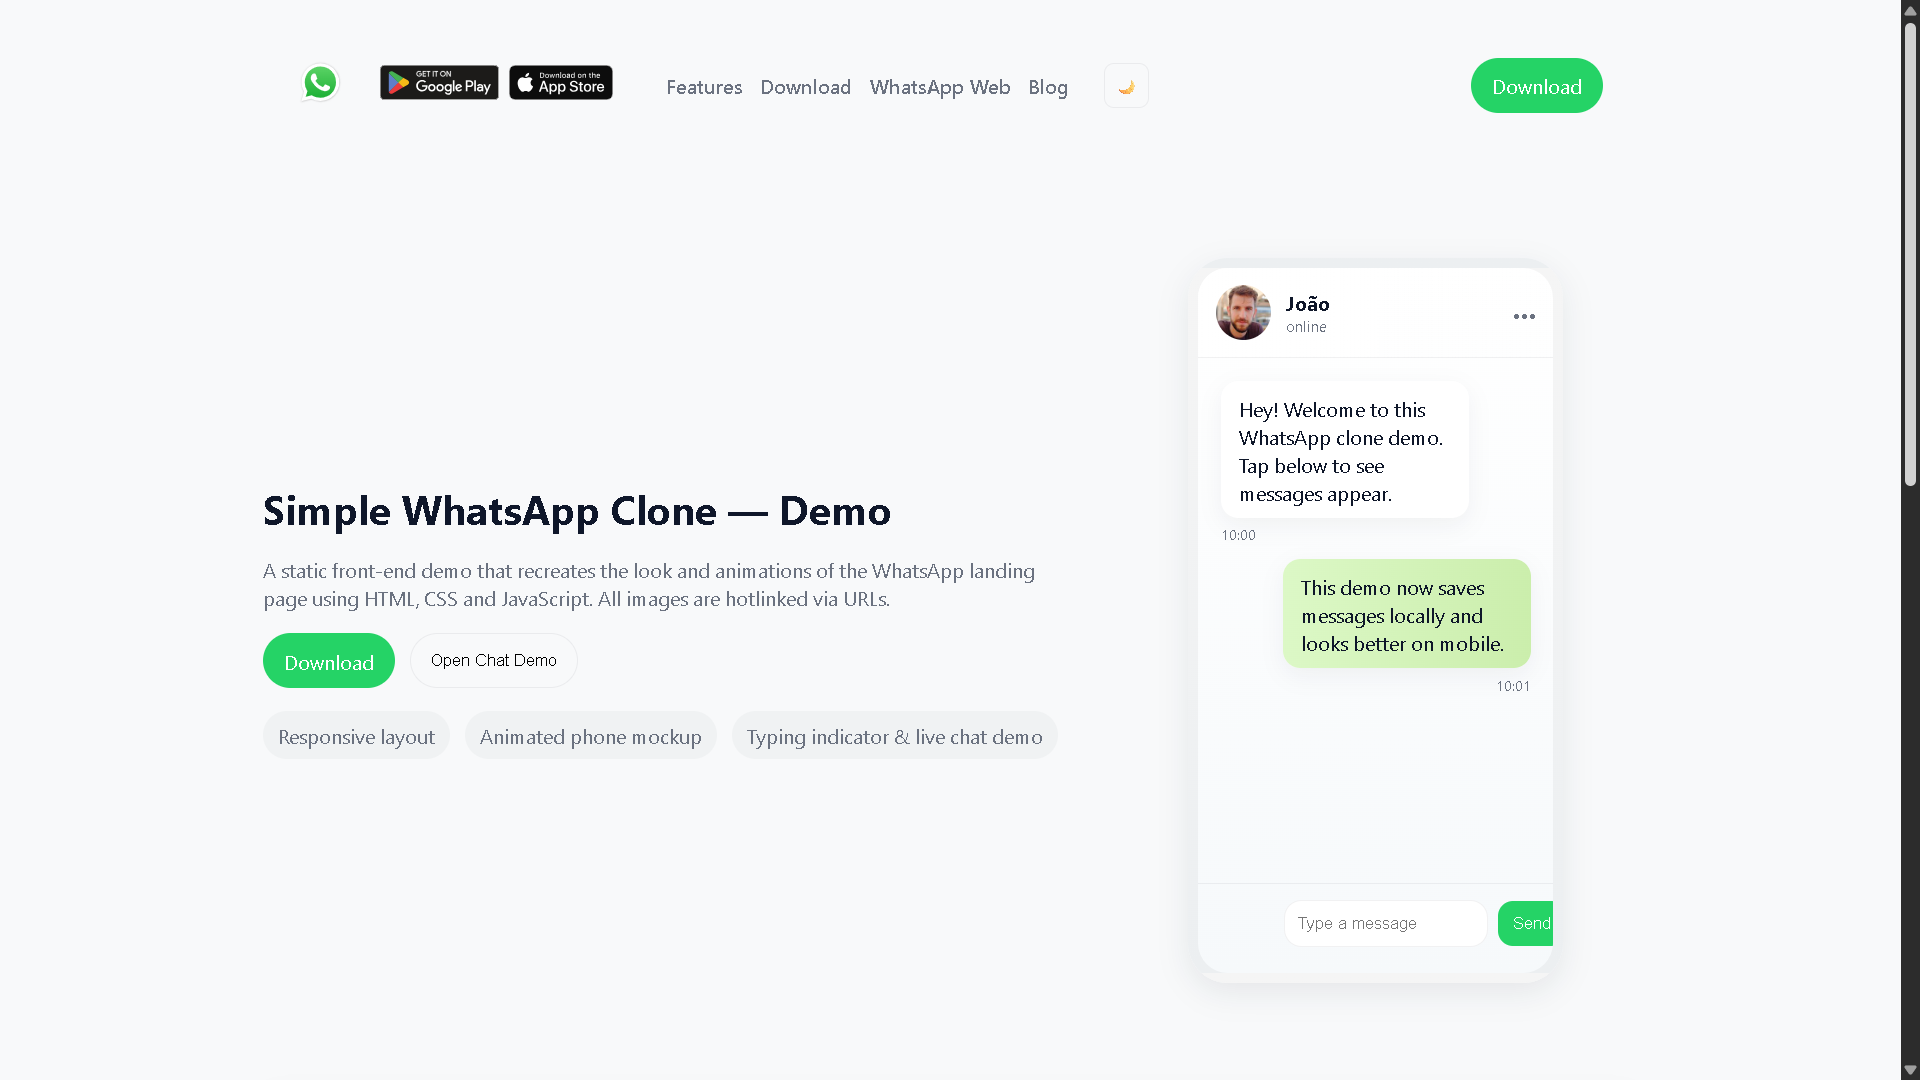 GET IT ON
Google Play
Download on the
App Store
Features
Download
WhatsApp Web
Blog
Download
João
online
Hey! Welcome to this
WhatsApp clone demo.
Tap below to see
messages appear.
10:00
This demo now saves
messages locally and
looks better on mobile.
10:01
Type a message
Send
Simple WhatsApp Clone — Demo
A static front-end demo that recreates the look and animations of the WhatsApp landing
page using HTML, CSS and JavaScript. All images are hotlinked via URLs.
Download
Open Chat Demo
Responsive layout
Animated phone mockup
Typing indicator & live chat demo